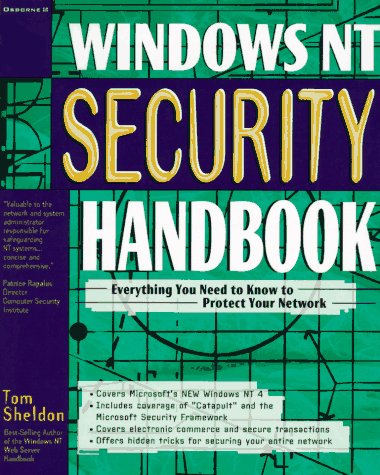 OSBORNE
WINDOWS NT
SECURITY
HANDBOOK
"Valuable to the
network and system
administrator
responsible for
safeguarding
NT systems...
concise and
comprehensive."
Patrice Rapalus
Director
Computer Security
Institute
Everything You Need to Know to
Protect Your Network
Tom
Sheldon
Best-Selling Author
of the Windows NT
Web Server
Handbook
• Covers Microsoft's NEW Windows NT 4
• Includes coverage of "Catapult" and the
Microsoft Security Framework
• Covers electronic commerce and secure transactions
• Offers hidden tricks for securing your entire network